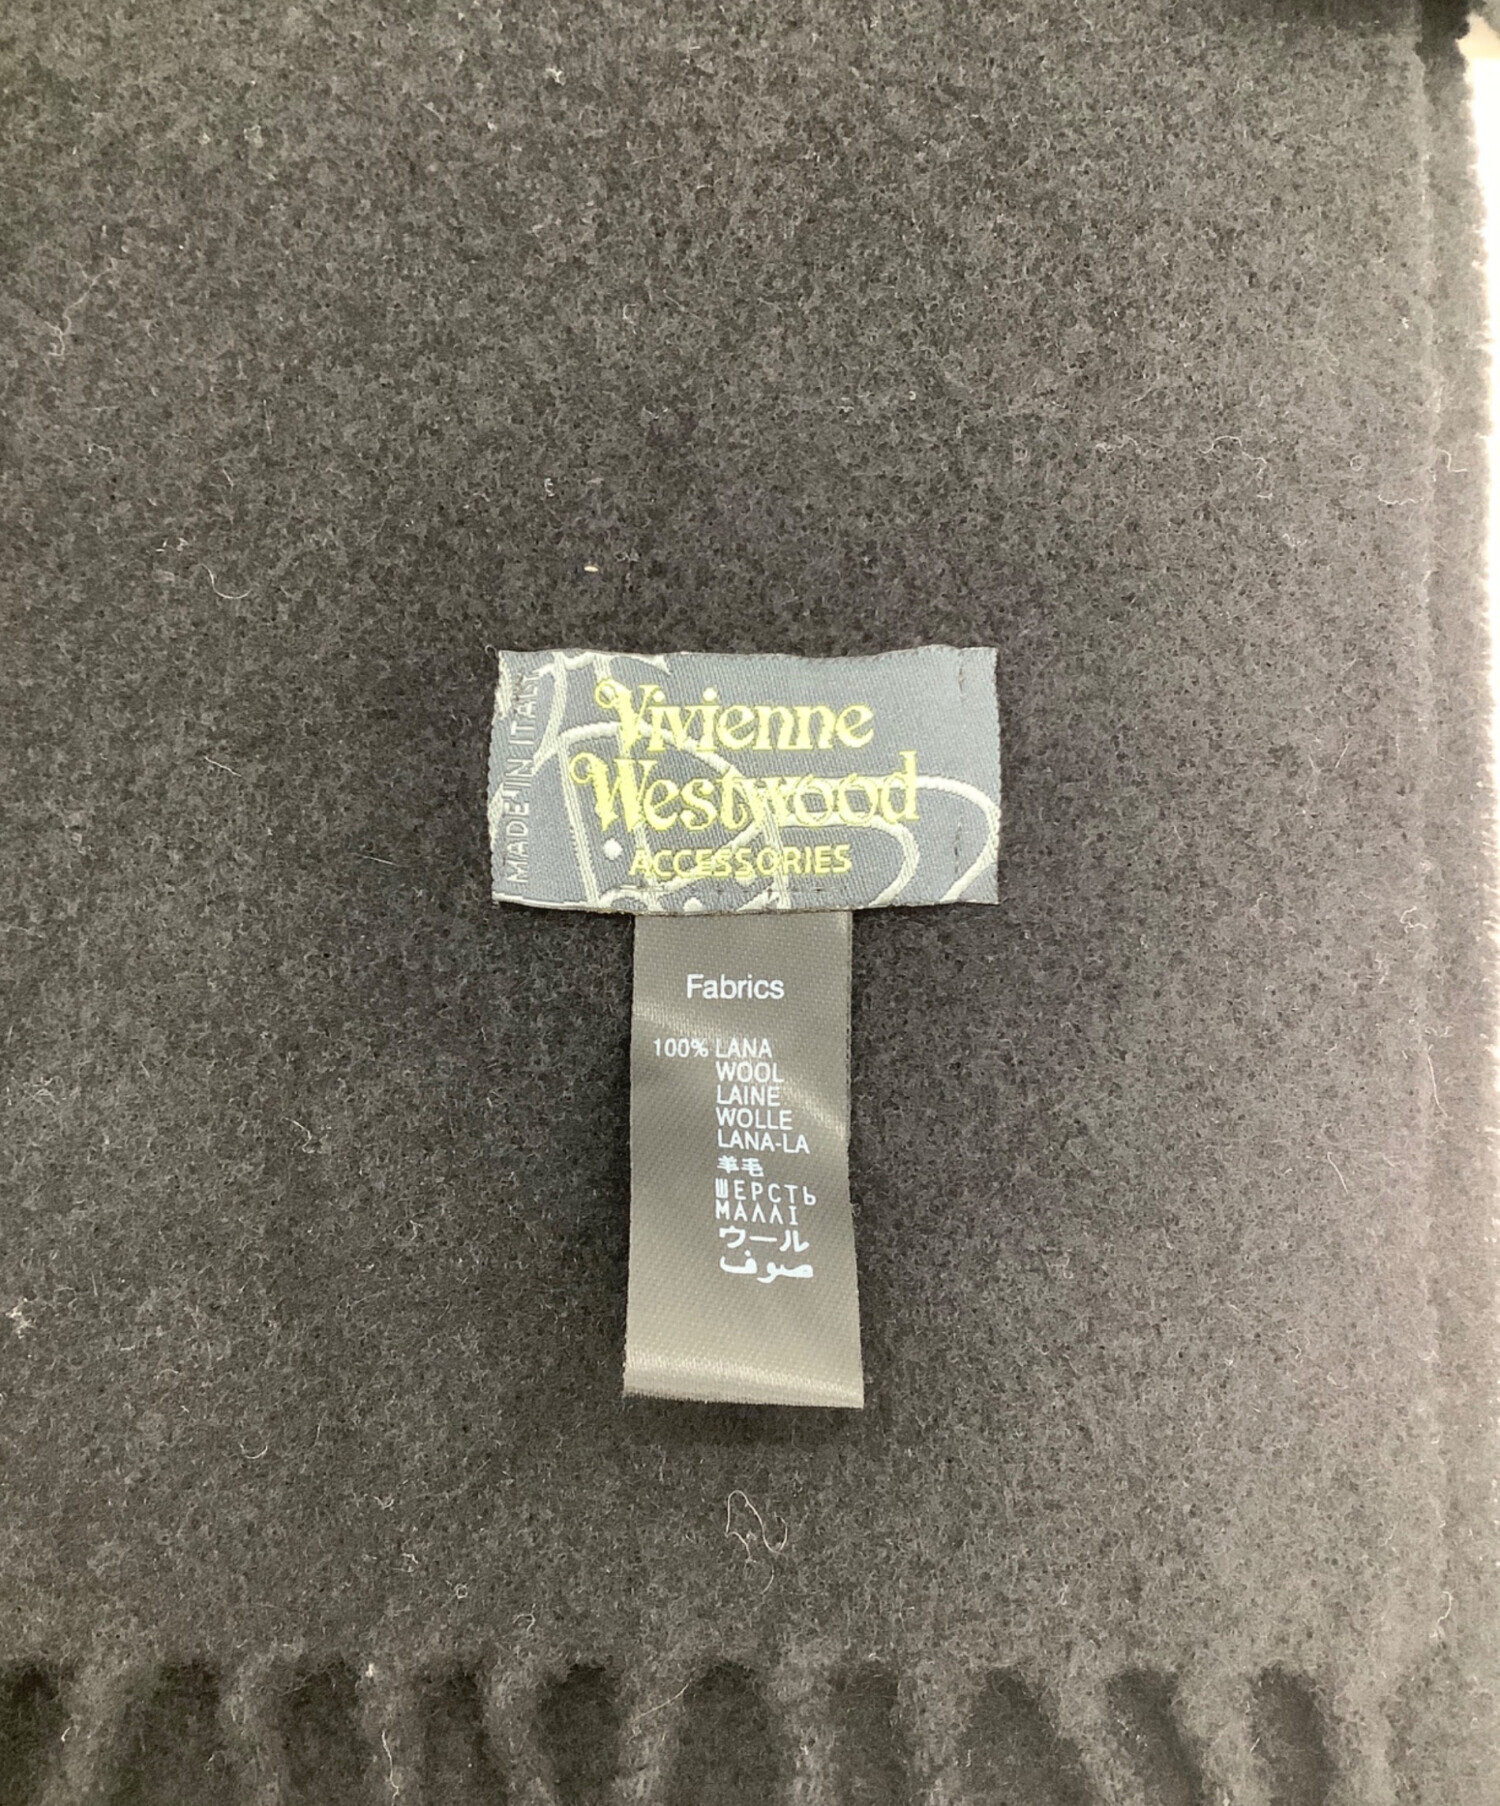 MADE IN ITALY
Vivienne
Westwood
ACCESSORIES
Fabrics
100% LANA
WOOL
LAINE
WOLLE
LANA-LA
羊毛
ШЕРСТЬ
ΜΑΛΛΙ
ウール
صوف